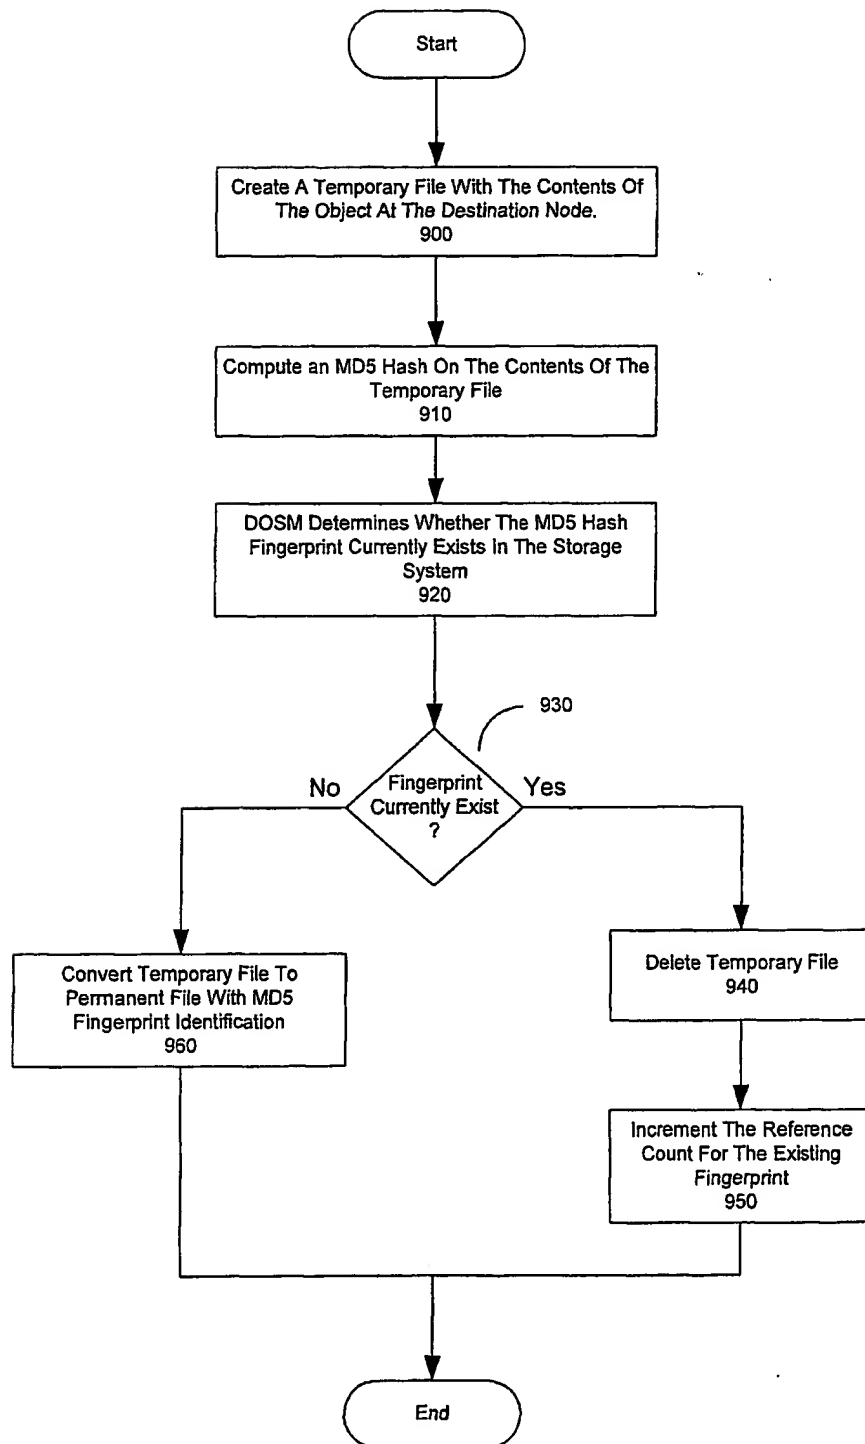 Start
Create A Temporary File With The Contents Of
The Object At The Destination Node.
900
Compute an MD5 Hash On The Contents Of The
Temporary File
910
DOSM Determines Whether The MD5 Hash
Fingerprint Currently Exists In The Storage
System
920
930
No
Fingerprint
Currently Exist
?
Yes
Convert Temporary File To
Permanent File With MD5
Fingerprint Identification
960
Delete Temporary File
940
Increment The Reference
Count For The Existing
Fingerprint
950
End